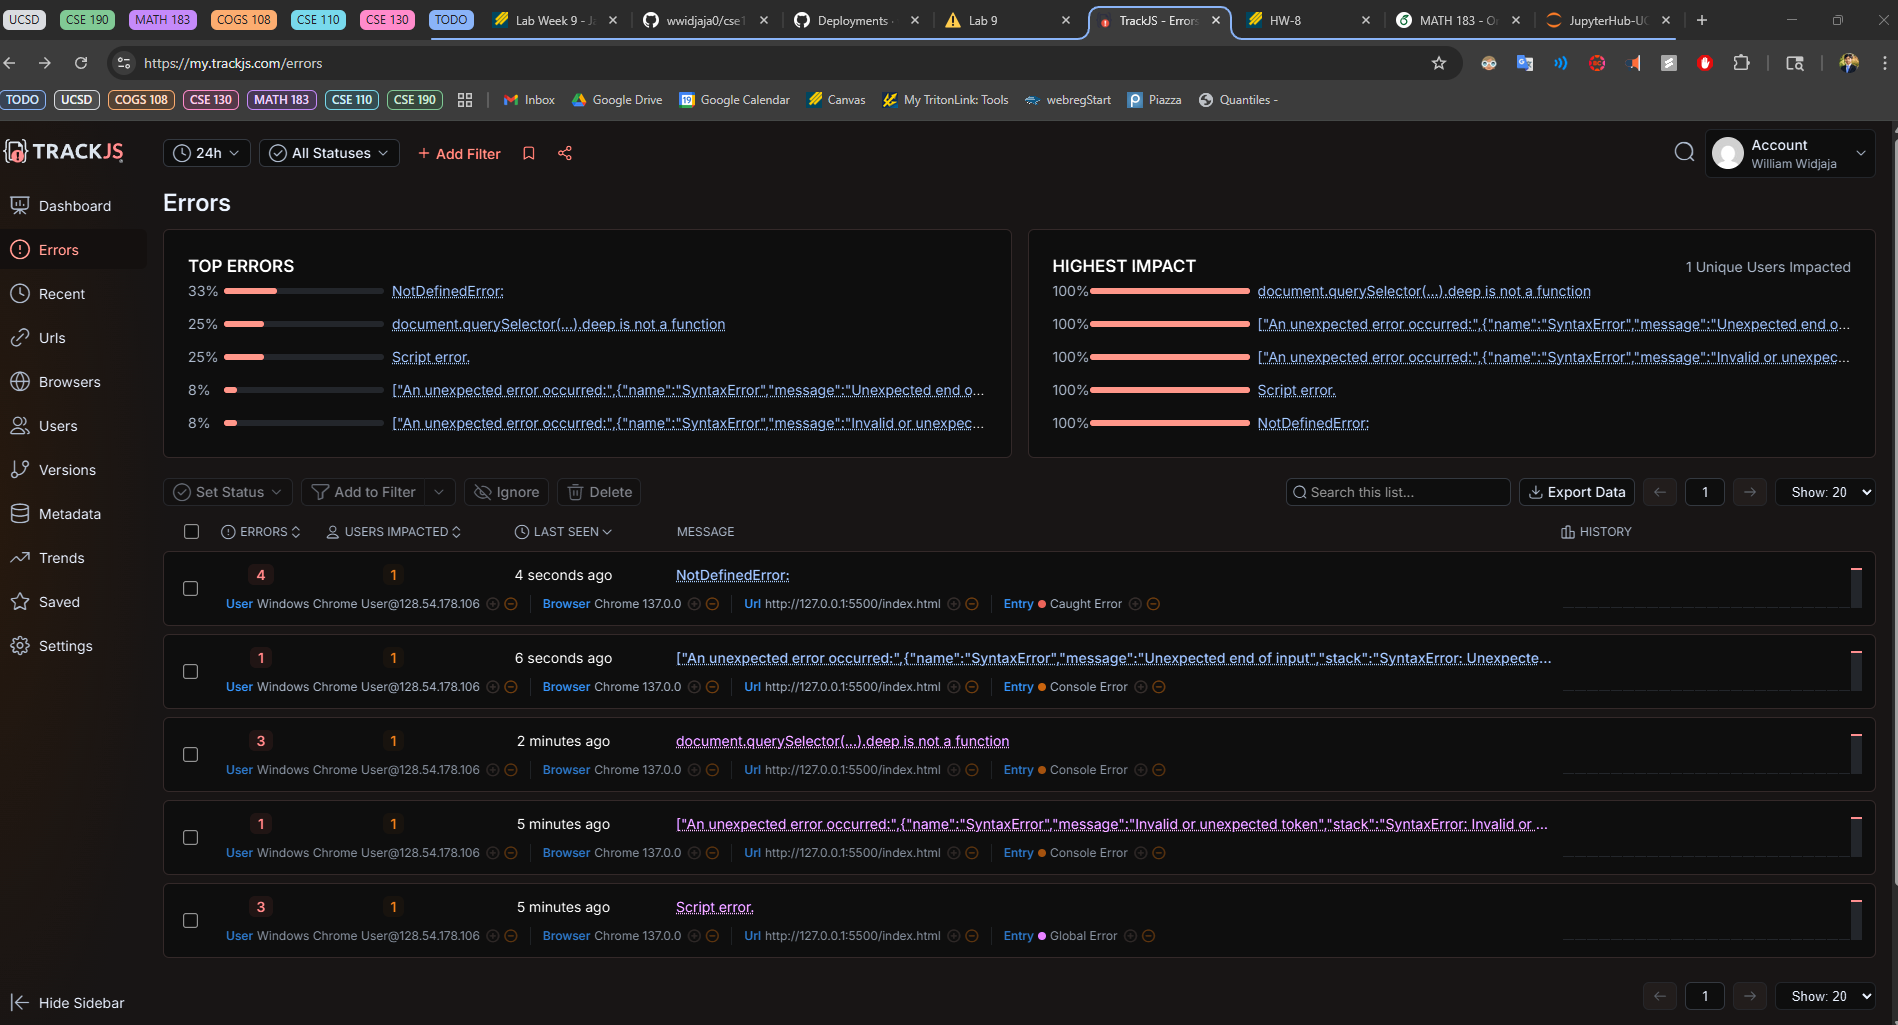 UCSD CSE 190 MATH 183 COGS 108 CSE 110 CSE 130 TODO Lab Week 9 - Ja wwidjaja0/cse1 Deployments · Lab 9 TrackJS - Errors HW-8 MATH 183 - O JupyterHub-UC
https://my.trackjs.com/errors
TODO UCSD COGS 108 CSE 130 MATH 183 CSE 110 CSE 190 Inbox Google Drive Google Calendar Canvas My TritonLink: Tools webregStart Piazza Quantiles -
TRACKJS 24h All Statuses + Add Filter Account
William Widjaja
Dashboard
Errors
Recent
Urls
Browsers
Users
Versions
Metadata
Trends
Saved
Settings
Hide Sidebar
Errors
TOP ERRORS
33% NotDefinedError:
25% document.querySelector(...).deep is not a function
25% Script error.
8% ["An unexpected error occurred:",{"name":"SyntaxError","message":"Unexpected end o...
8% ["An unexpected error occurred:",{"name":"SyntaxError","message":"Invalid or unexpec...
HIGHEST IMPACT 1 Unique Users Impacted
100% document.querySelector(...).deep is not a function
100% ["An unexpected error occurred:",{"name":"SyntaxError","message":"Unexpected end o...
100% ["An unexpected error occurred:",{"name":"SyntaxError","message":"Invalid or unexpec...
100% Script error.
100% NotDefinedError:
Set Status Add to Filter Ignore Delete Search this list... Export Data 1 Show: 20
ERRORS USERS IMPACTED LAST SEEN MESSAGE HISTORY
4 1 4 seconds ago NotDefinedError:
User Windows Chrome User@128.54.178.106 Browser Chrome 137.0.0 Url http://127.0.0.1:5500/index.html Entry Caught Error
1 1 6 seconds ago ["An unexpected error occurred:",{"name":"SyntaxError","message":"Unexpected end of input","stack":"SyntaxError: Unexpecte...
User Windows Chrome User@128.54.178.106 Browser Chrome 137.0.0 Url http://127.0.0.1:5500/index.html Entry Console Error
3 1 2 minutes ago document.querySelector(...).deep is not a function
User Windows Chrome User@128.54.178.106 Browser Chrome 137.0.0 Url http://127.0.0.1:5500/index.html Entry Console Error
1 1 5 minutes ago ["An unexpected error occurred:",{"name":"SyntaxError","message":"Invalid or unexpected token","stack":"SyntaxError: Invalid or ...
User Windows Chrome User@128.54.178.106 Browser Chrome 137.0.0 Url http://127.0.0.1:5500/index.html Entry Console Error
3 1 5 minutes ago Script error.
User Windows Chrome User@128.54.178.106 Browser Chrome 137.0.0 Url http://127.0.0.1:5500/index.html Entry Global Error
1 Show: 20